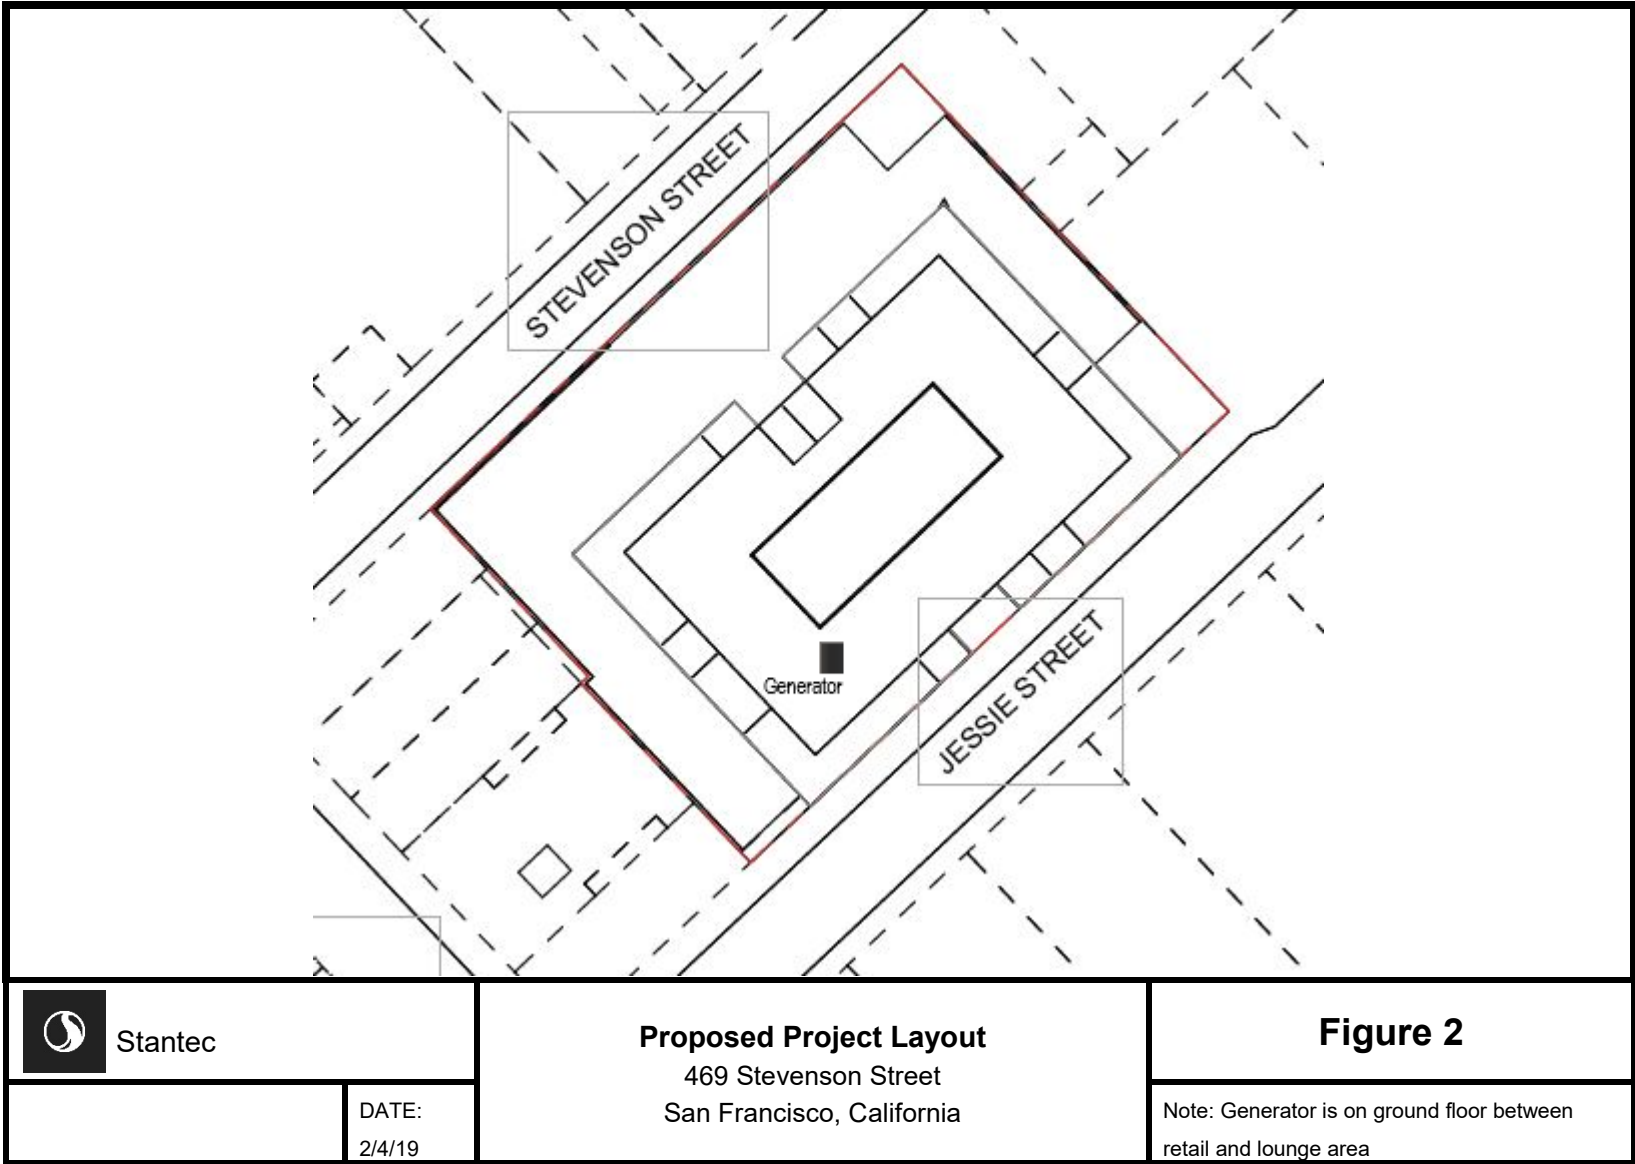 STEVENSON STREET
Generator
JESSIE STREET
Stantec
DATE:
2/4/19
Proposed Project Layout
469 Stevenson Street
San Francisco, California
Figure 2
Note: Generator is on ground floor between
retail and lounge area